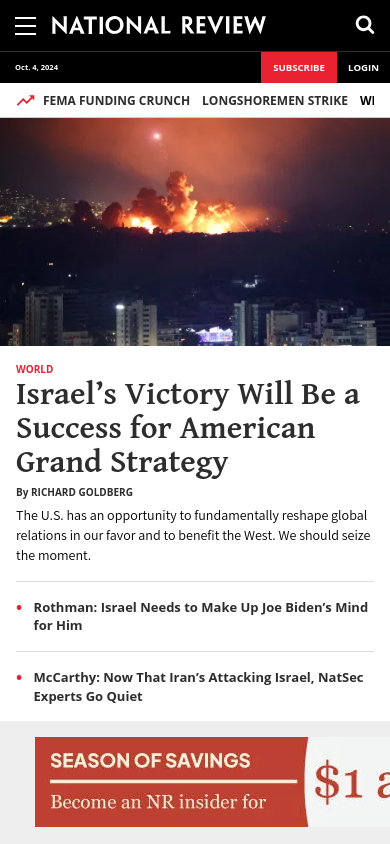 NATIONAL REVIEW
Oct. 4, 2024
SUBSCRIBE
LOGIN
FEMA FUNDING CRUNCH LONGSHOREMEN STRIKE
WORLD
Israel’s Victory Will Be a
Success for American
Grand Strategy
By RICHARD GOLDBERG
The U.S. has an opportunity to fundamentally reshape global
relations in our favor and to benefit the West. We should seize
the moment.
• Rothman: Israel Needs to Make Up Joe Biden’s Mind
for Him
• McCarthy: Now That Iran’s Attacking Israel, NatSec
Experts Go Quiet
SEASON OF SAVINGS
Become an NR insider for
$1 a